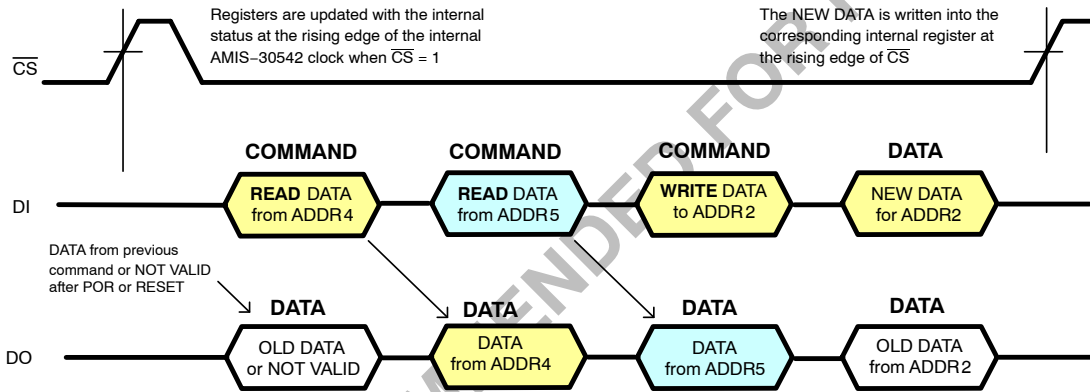 Registers are updated with the internal
status at the rising edge of the internal
AMIS–30542 clock when CS = 1
The NEW DATA is written into the
corresponding internal register at
the rising edge of CS
CS
COMMAND
COMMAND
COMMAND
DATA
DI
READ DATA
from ADDR4
READ DATA
from ADDR5
WRITE DATA
to ADDR2
NEW DATA
for ADDR2
DATA from previous
command or NOT VALID
after POR or RESET
DATA
DATA
DATA
DATA
DO
OLD DATA
or NOT VALID
DATA
from ADDR4
DATA
from ADDR5
OLD DATA
from ADDR2